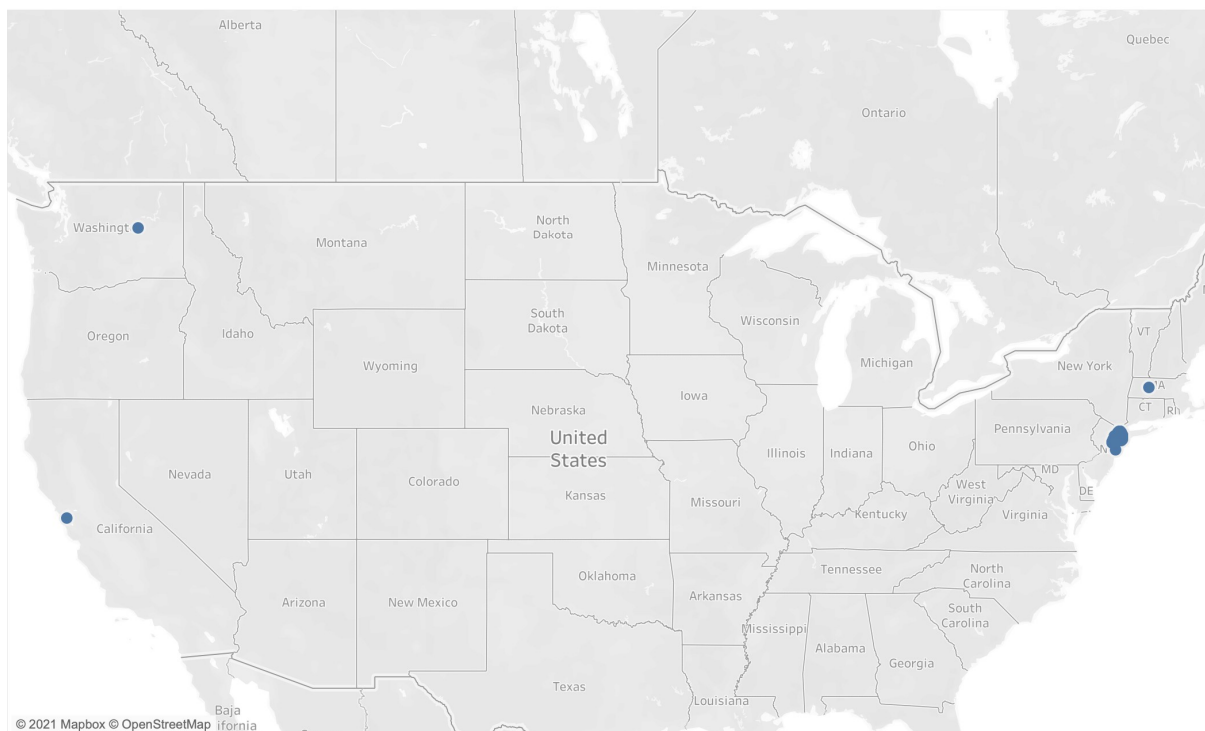 Alberta
Quebec
Ontario
Washingt
Montana
North
Dakota
Minnesota
Oregon
Idaho
South
Dakota
Wisconsin
VT
Wyoming
Michigan
New York
Iowa
CT
Rh
Nebraska
United
States
Pennsylvania
Nevada
Utah
Colorado
Illinois
Indiana
Ohio
MD
Kansas
Missouri
West
Virginia
DE
Kentucky
Virginia
California
Tennessee
North
Carolina
Oklahoma
Arkansas
Arizona
New Mexico
South
Carolina
Mississippi
Alabama
Georgia
Texas
Louisiana
Baja
ifornia
© 2021 Mapbox © OpenStreetMap